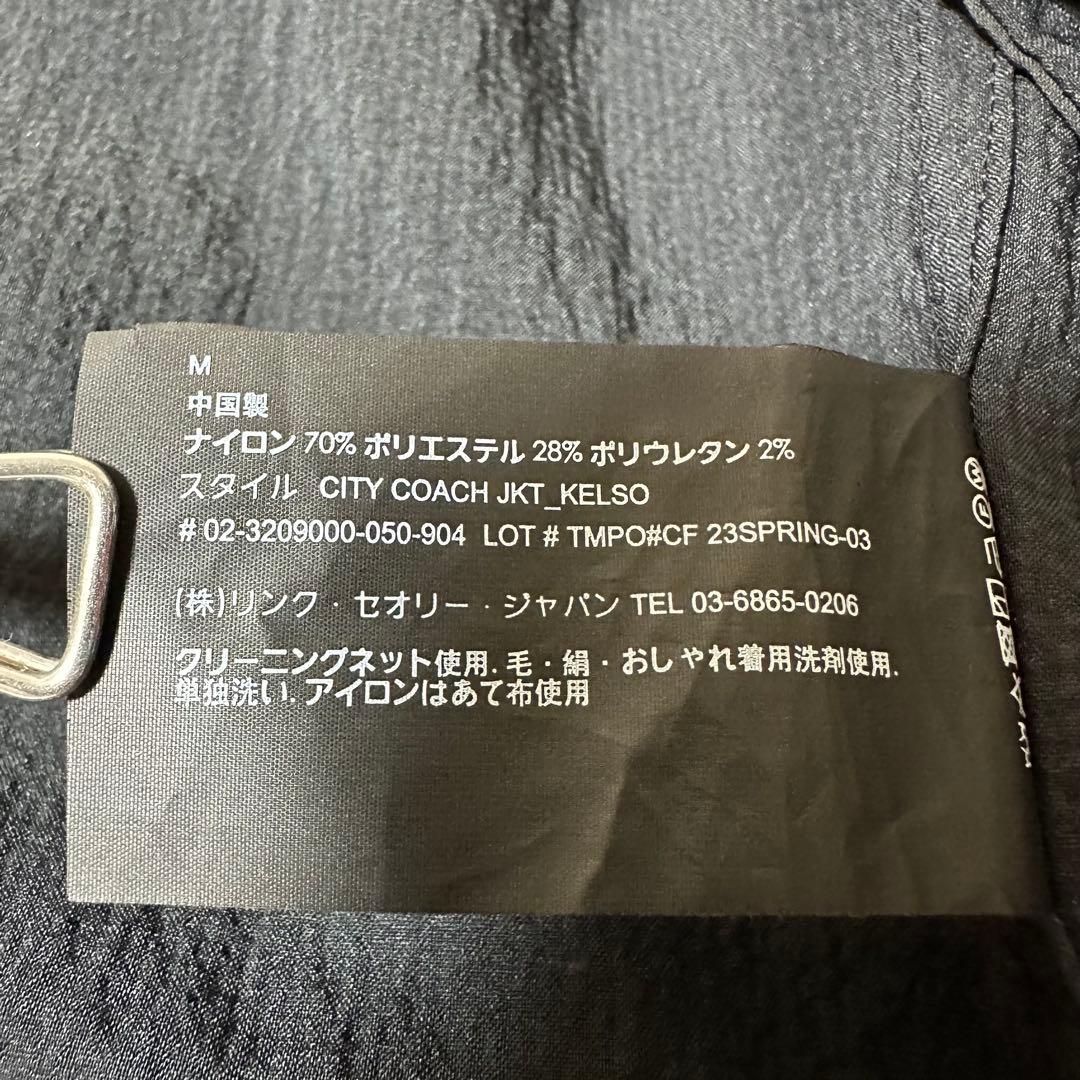 M
中国製
ナイロン 70% ポリエステル 28% ポリウレタン 2%
スタイル CITY COACH JKT_KELSO
# 02-3209000-050-904 LOT # TMPO#CF 23SPRING-03
(株)リンク・セオリー・ジャパン TEL 03-6865-0206
クリーニングネット使用.毛・絹・おしゃれ着用洗剤使用.
単独洗い.アイロンはあて布使用